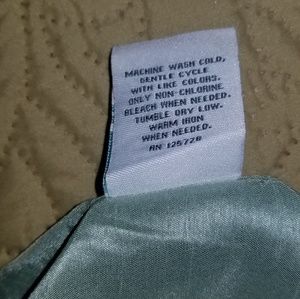 MACHINE WASH COLD,
GENTLE CYCLE
WITH LIKE COLORS.
ONLY NON-CHLORINE
BLEACH WHEN NEEDED.
TUMBLE DRY LOW.
WARM IRON
WHEN NEEDED.
RN 125728